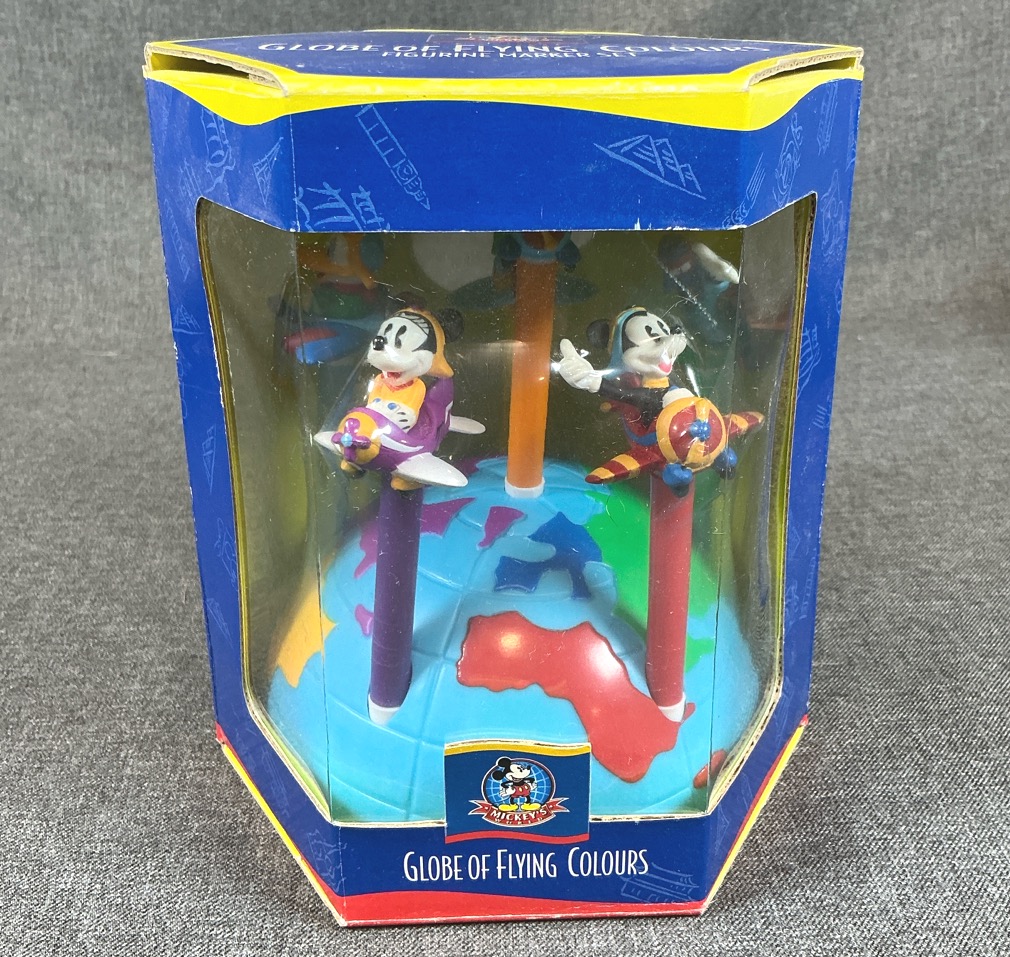 GLOBE OF FLYING COLOURS
FIGURINE MARKER SET
MICKEY'S
GLOBE OF FLYING COLOURS